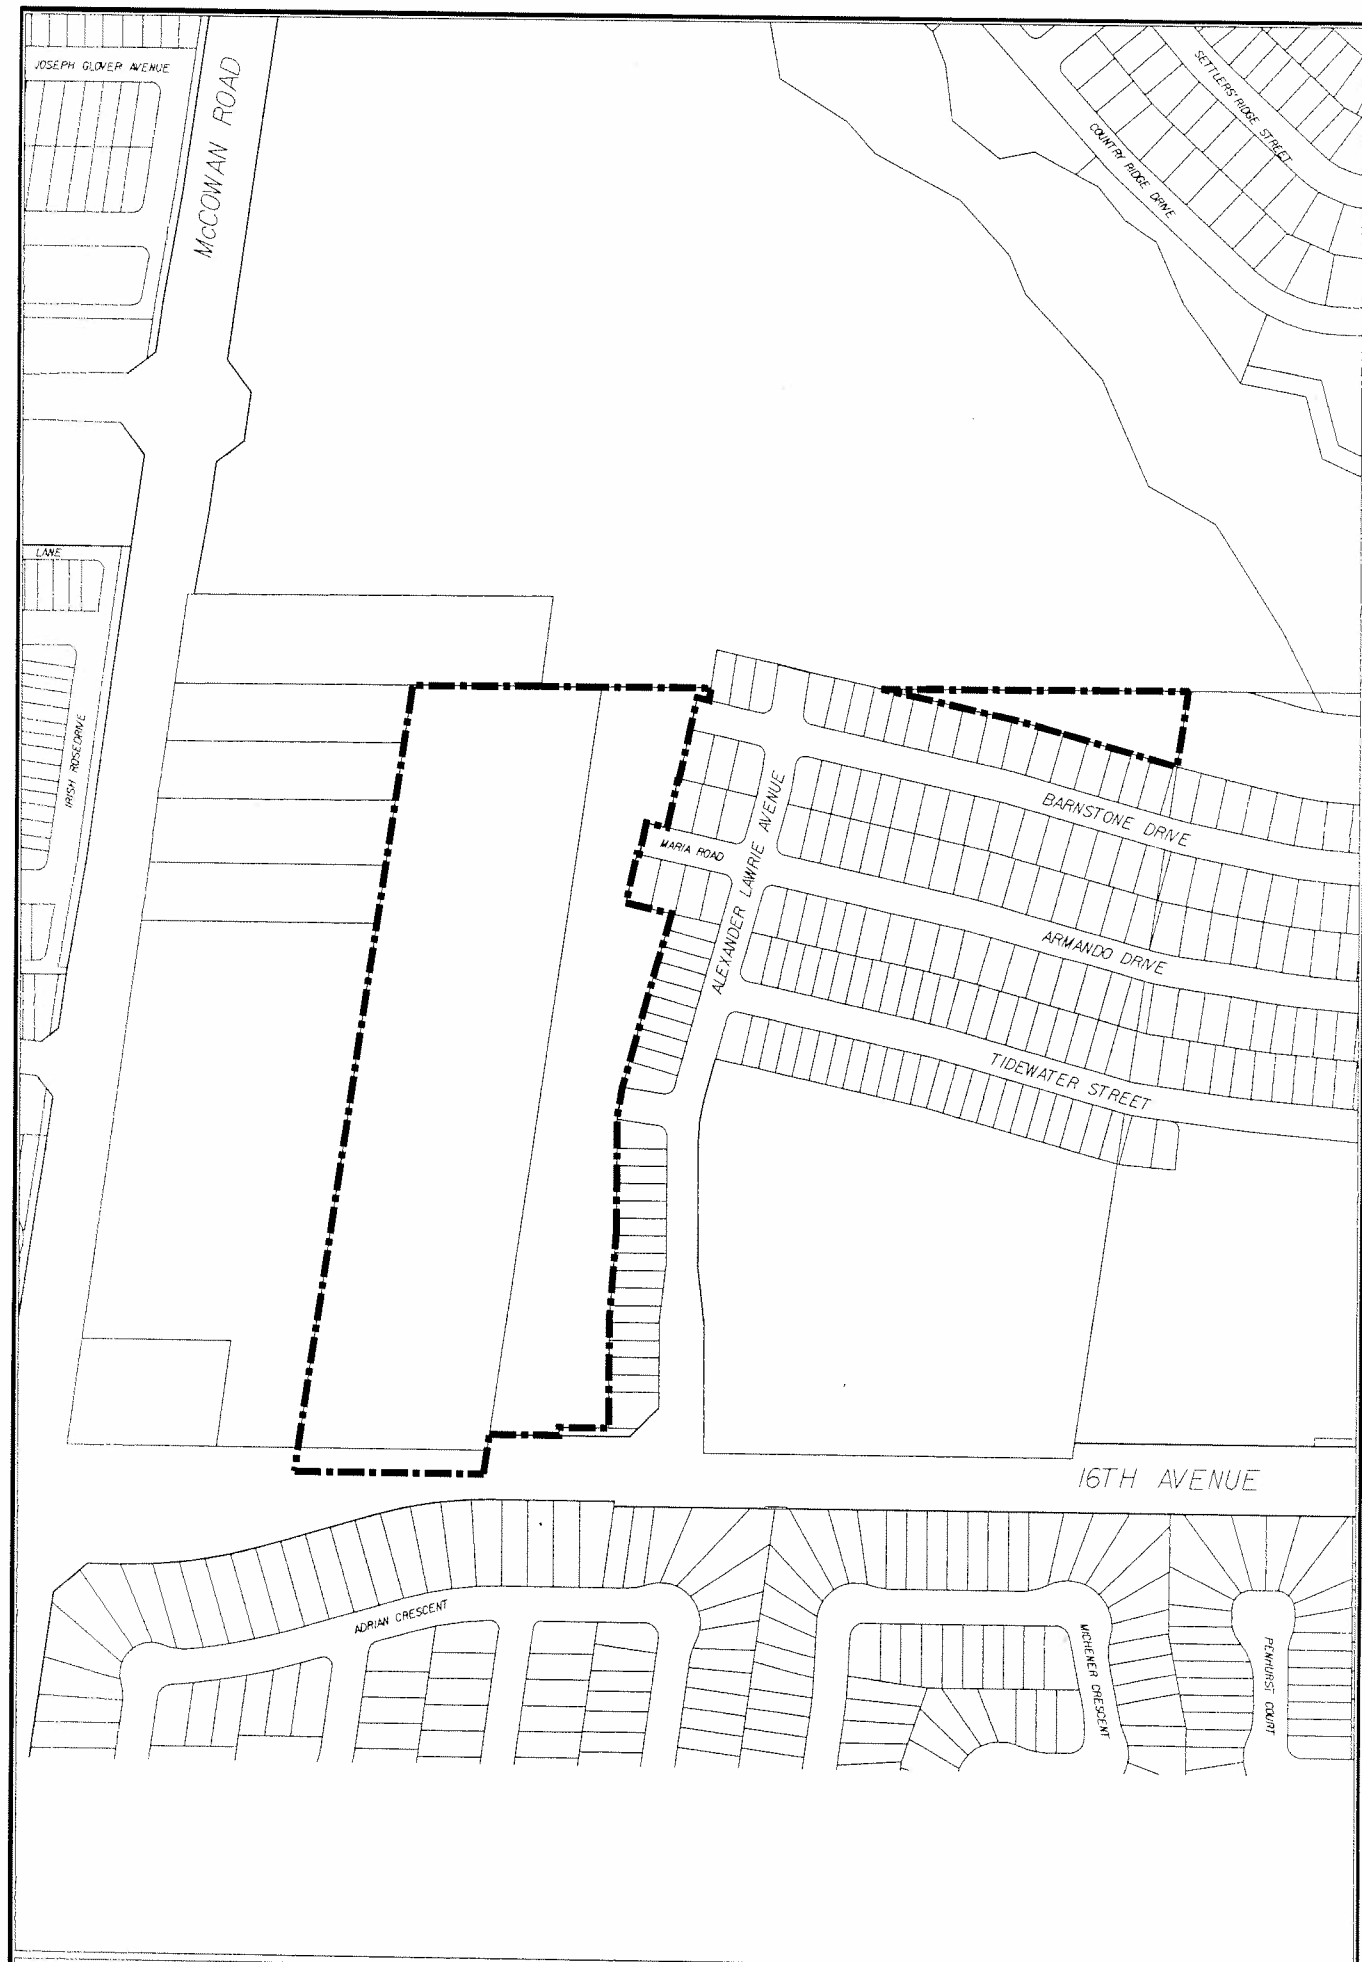 JOSEPH GLOVER AVENUE
McCOWAN ROAD
SETTLERS' RIDGE STREET
COUNTRY RIDGE DRIVE
LANE
IRISH ROSE DRIVE
BARNSTONE DRIVE
MARIA ROAD
ALEXANDER LAWRIE AVENUE
ARMANDO DRIVE
TIDEWATER STREET
16TH AVENUE
ADRIAN CRESCENT
MICHENER CRESCENT
PENHURST COURT